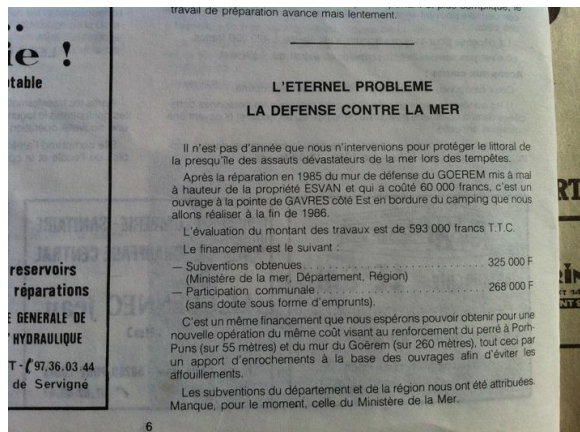 travail de préparation avance mais lentement.
L'ETERNEL PROBLEME
LA DEFENSE CONTRE LA MER
Il n'est pas d'année que nous n'intervenions pour protéger le littoral de
la presqu'île des assauts dévastateurs de la mer lors des tempêtes.
Après la réparation en 1985 du mur de défense du GOEREM mis à mal
à hauteur de la propriété ESVAN et qui a coûté 60 000 francs, c'est un
ouvrage à la pointe de GAVRES côté Est en bordure du camping que nous
allons réaliser à la fin de 1986.
L'évaluation du montant des travaux est de 593 000 francs T.T.C.
Le financement est le suivant :
— Subventions obtenues . . . . . . . . . . . . . . . . . . . . . . . . . . 325 000 F
(Ministère de la mer, Département, Région)
— Participation communale . . . . . . . . . . . . . . . . . . . . . . . . 268 000 F
(sans doute sous forme d'emprunts).
C'est un même financement que nous espérons pouvoir obtenir pour une
nouvelle opération du même coût visant au renforcement du perré à Porh-
Puns (sur 55 mètres) et du mur du Goërem (sur 260 mètres), tout ceci par
un apport d'enrochements à la base des ouvrages afin d'éviter les
affouillements.
Les subventions du département et de la région nous ont été attribuées.
Manque, pour le moment, celle du Ministère de la Mer.
6
ie !
table
reservoirs
réparations
E GENERALE DE
HYDRAULIQUE
T - 97.36.03.44
de Servigné